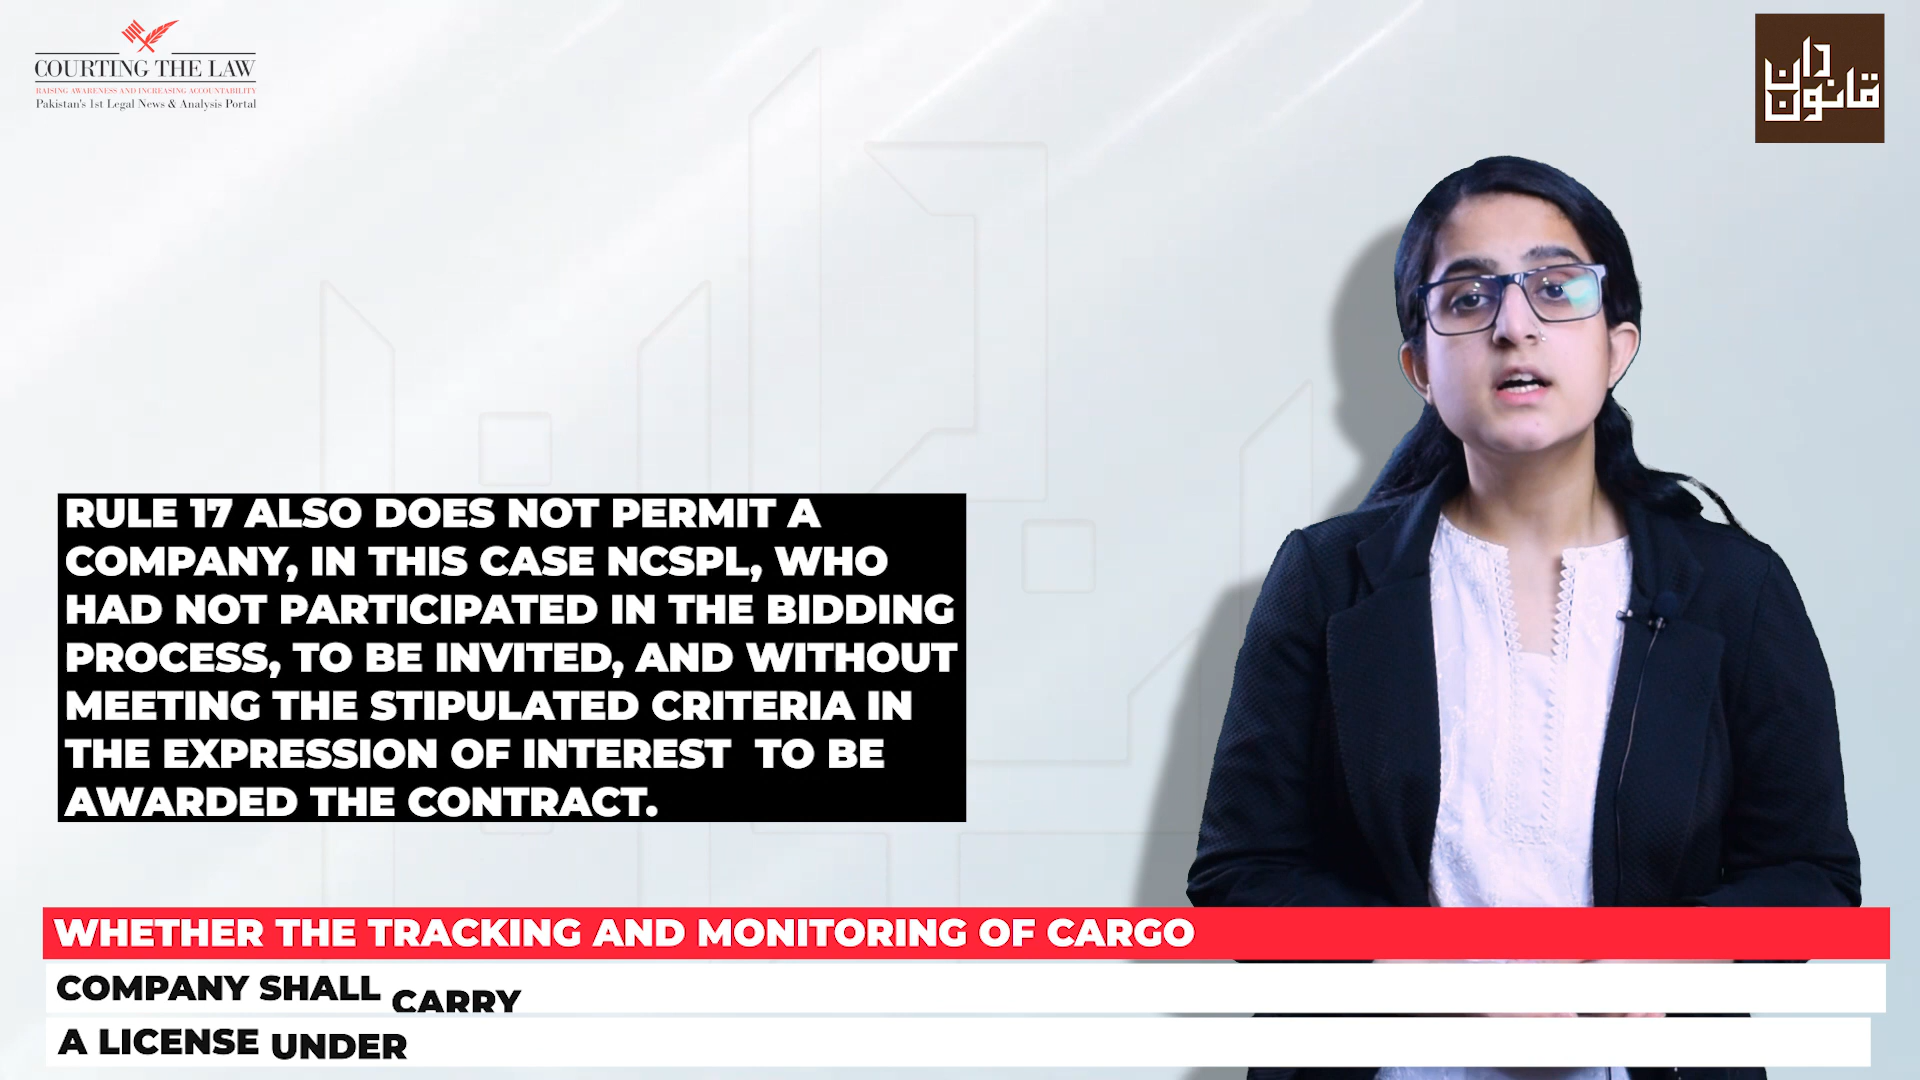 COURTING THE LAW
RAISING AWARENESS AND INCREASING ACCOUNTABILITY
Pakistan's 1st Legal News & Analysis Portal
قانون دان
RULE 17 ALSO DOES NOT PERMIT A
COMPANY, IN THIS CASE NCSPL, WHO
HAD NOT PARTICIPATED IN THE BIDDING
PROCESS, TO BE INVITED, AND WITHOUT
MEETING THE STIPULATED CRITERIA IN
THE EXPRESSION OF INTEREST TO BE
AWARDED THE CONTRACT.
WHETHER THE TRACKING AND MONITORING OF CARGO
COMPANY SHALL CARRY
A LICENSE UNDER